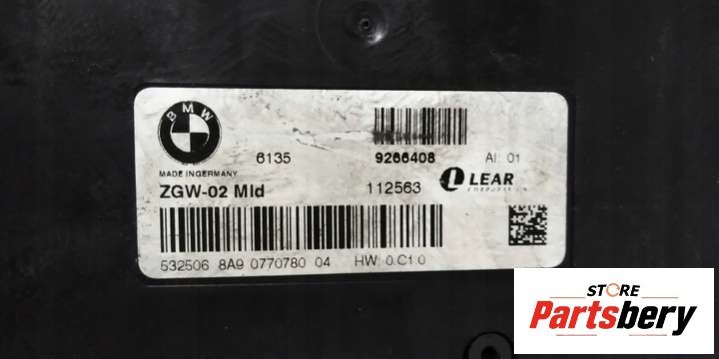 BMW
6135 9266408 AI 01
MADE INGERMANY
ZGW-02 Mld 112563 LEAR
CORPORATION
532506 8A9 0770780 04 HW: 0.C1.0
STORE
Partsbery